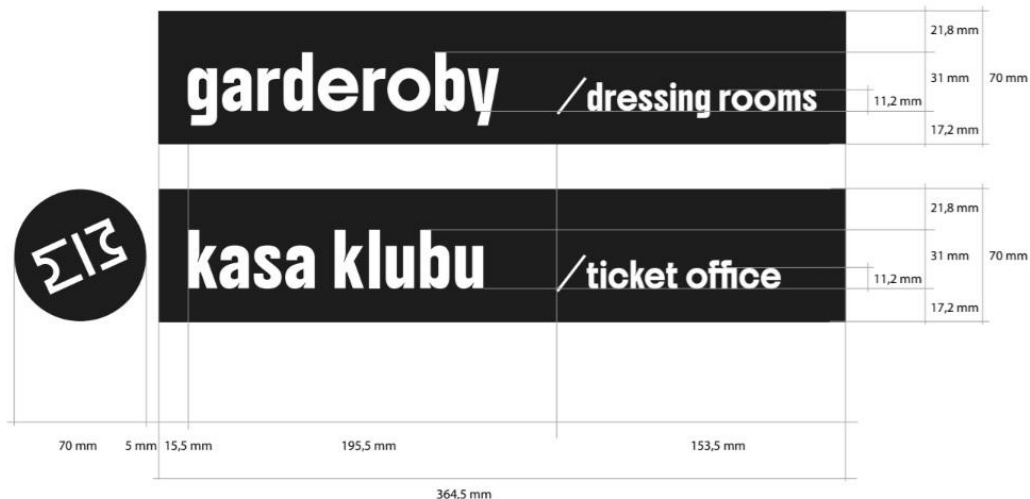 garderoby /dressing rooms
21,8 mm
31 mm
70 mm
11,2 mm
17,2 mm
kasa klubu /ticket office
21,8 mm
31 mm
70 mm
11,2 mm
17,2 mm
70 mm 5 mm 15,5 mm 195,5 mm 153,5 mm
364,5 mm